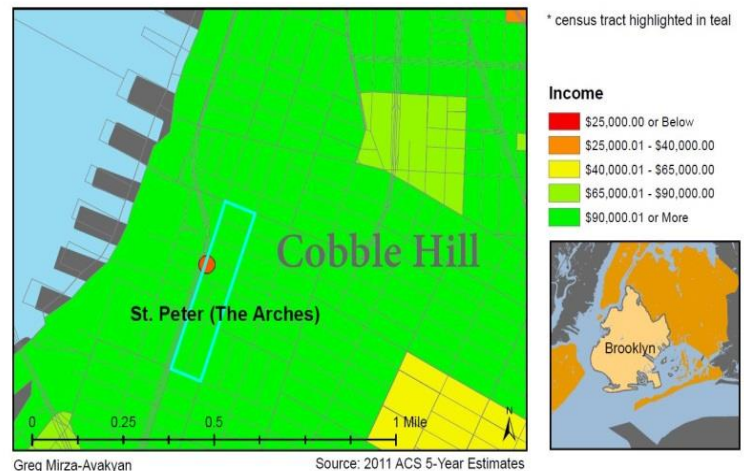 * census tract highlighted in teal
Income
$25,000.00 or Below
$25,000.01 - $40,000.00
$40,000.01 - $65,000.00
$65,000.01 - $90,000.00
$90,000.01 or More
Cobble Hill
St. Peter (The Arches)
Brooklyn
0 0.25 0.5 1 Mile
N
Greg Mirza-Avakyan
Source: 2011 ACS 5-Year Estimates